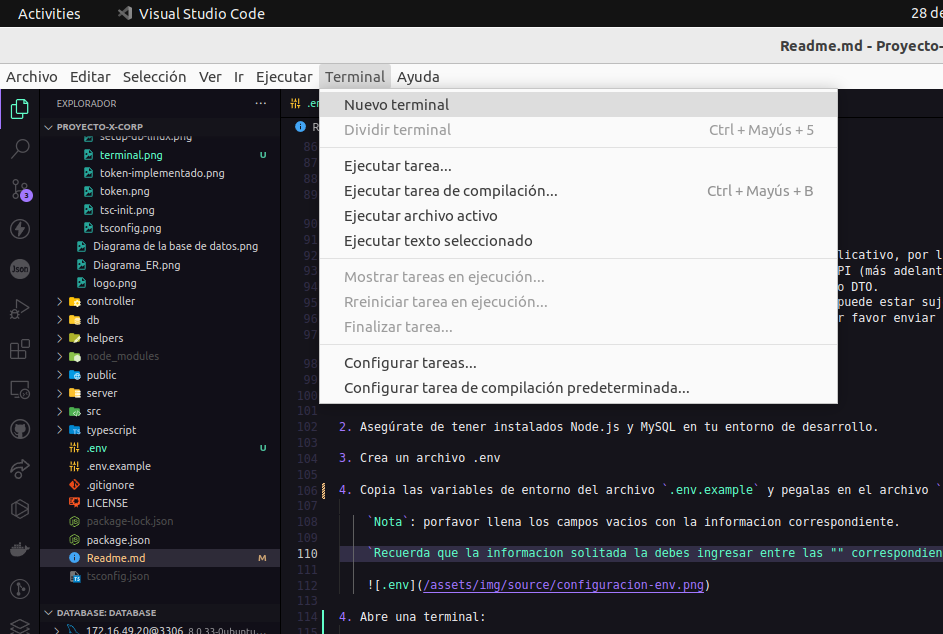 Activities
Visual Studio Code
28 de
Readme.md - Proyecto-
Archivo Editar Selección Ver Ir Ejecutar Terminal Ayuda
EXPLORADOR ···
PROYECTO-X-CORP
setup-db-linux.png
terminal.png U
token-implementado.png
token.png
tsc-init.png
tsconfig.png
Diagrama de la base de datos.png
Diagrama_ER.png
logo.png
controller
db
helpers
node_modules
public
server
src
typescript
.env U
.env.example
.gitignore
LICENSE
package-lock.json
package.json
Readme.md M
tsconfig.json
DATABASE: DATABASE
172.16.49.20@3306 8.0.33-0ubuntu...
3
Json
.en
R
Nuevo terminal
Dividir terminal Ctrl + Mayús + 5
Ejecutar tarea...
Ejecutar tarea de compilación... Ctrl + Mayús + B
Ejecutar archivo activo
Ejecutar texto seleccionado
Mostrar tareas en ejecución...
Rreiniciar tarea en ejecución...
Finalizar tarea...
Configurar tareas...
Configurar tarea de compilación predeterminada...
86
87
88
89
90
91
92 licativo, por l
93 PI (más adelant
94 o DTO.
95 puede estar suj
96 r favor enviar
97
98
99
100
101
102 2. Asegúrate de tener instalados Node.js y MySQL en tu entorno de desarrollo.
103
104 3. Crea un archivo .env
105
106 4. Copia las variables de entorno del archivo `.env.example` y pegalas en el archivo `
107
108 `Nota`: porfavor llena los campos vacios con la informacion correspondiente.
109
110 `Recuerda que la informacion solitada la debes ingresar entre las "" correspondien
111
112 ![.env](/assets/img/source/configuracion-env.png)
113
114 4. Abre una terminal:
115